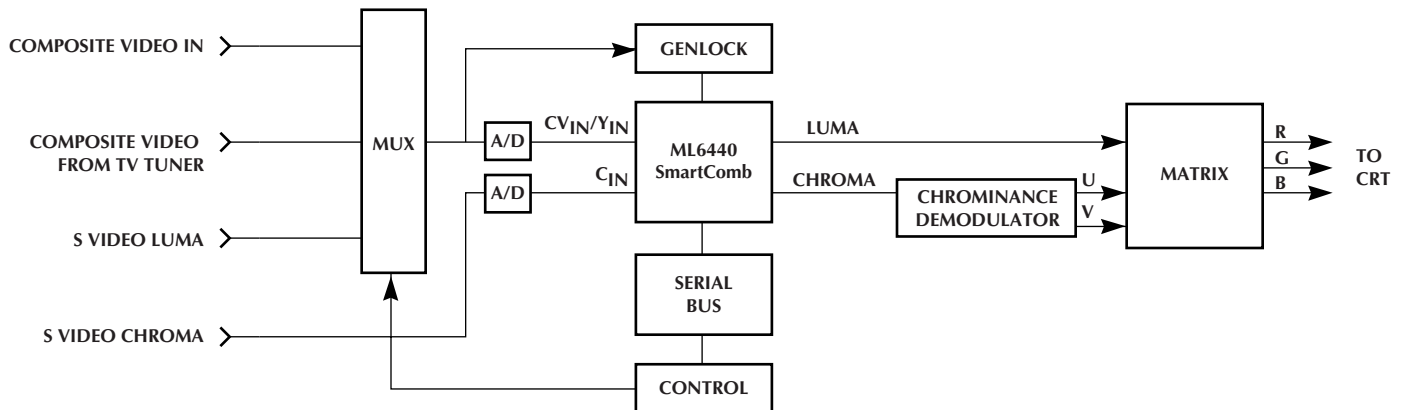 COMPOSITE VIDEO IN
COMPOSITE VIDEO
FROM TV TUNER
S VIDEO LUMA
S VIDEO CHROMA
MUX
GENLOCK
A/D
CVIN/YIN
A/D
CIN
ML6440
SmartComb
SERIAL
BUS
CONTROL
LUMA
CHROMA
CHROMINANCE
DEMODULATOR
U
V
MATRIX
R
G
B
TO
CRT